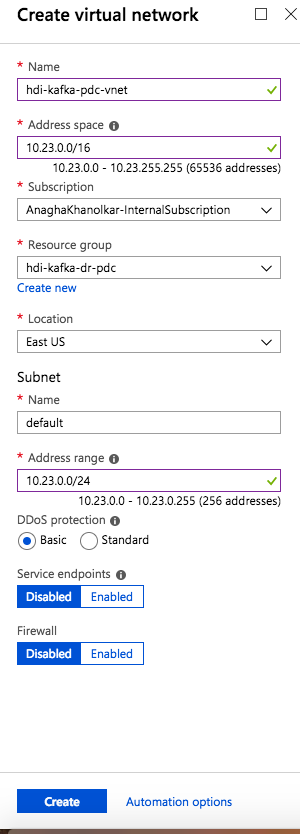 Create virtual network
* Name
hdi-kafka-pdc-vnet
* Address space
10.23.0.0/16
10.23.0.0 - 10.23.255.255 (65536 addresses)
* Subscription
AnaghaKhanolkar-InternalSubscription
* Resource group
hdi-kafka-dr-pdc
Create new
* Location
East US
Subnet
* Name
default
* Address range
10.23.0.0/24
10.23.0.0 - 10.23.0.255 (256 addresses)
DDoS protection
Basic Standard
Service endpoints
Disabled Enabled
Firewall
Disabled Enabled
Create Automation options